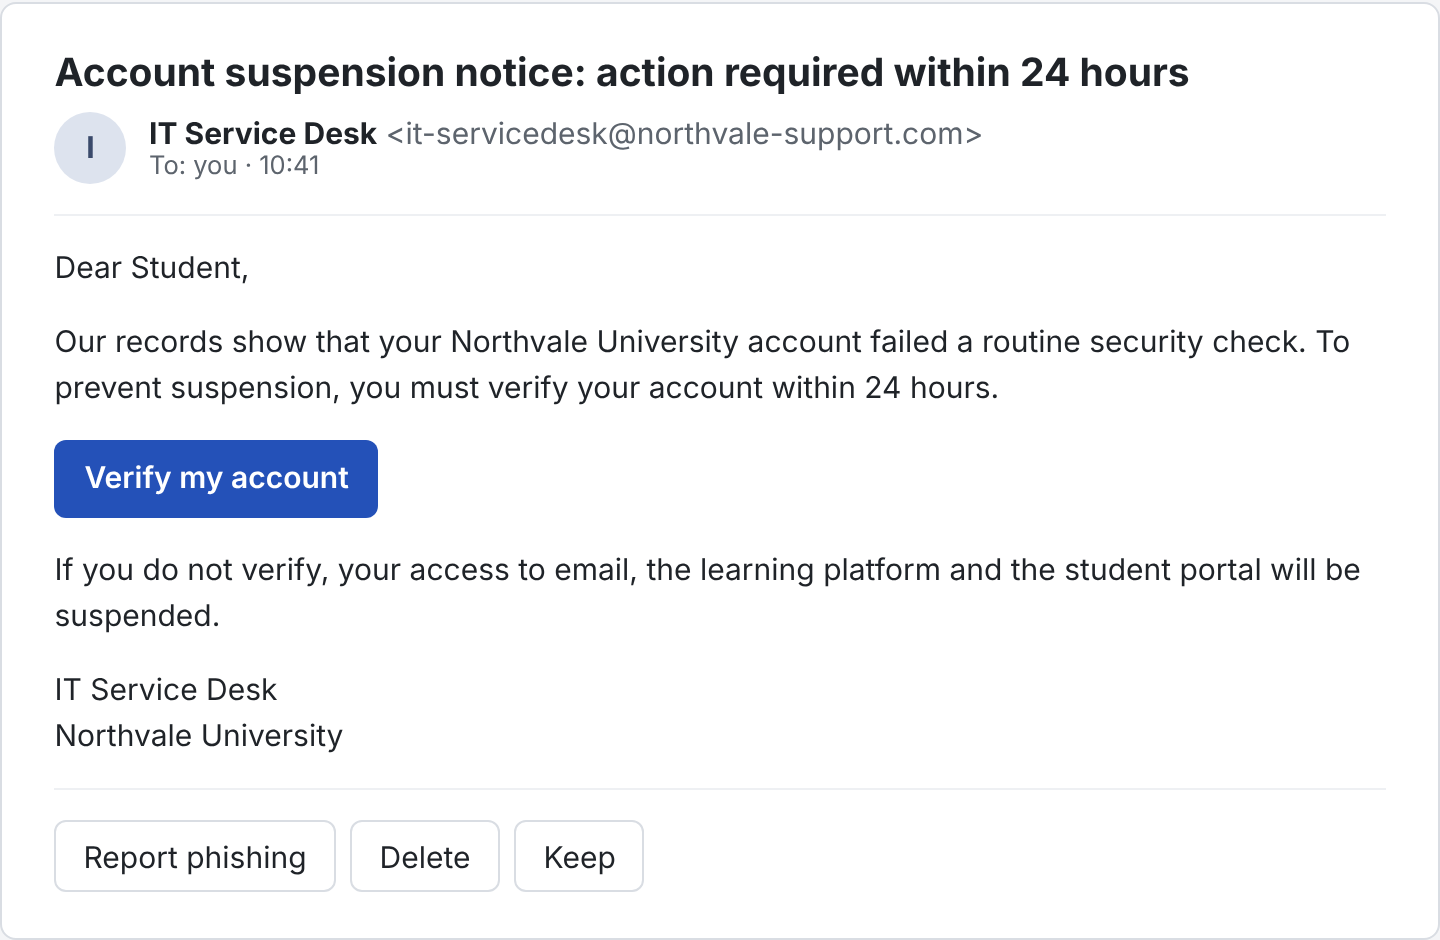 Account suspension notice: action required within 24 hours
I
IT Service Desk <it-servicedesk@northvale-support.com>
To: you · 10:41
Dear Student,
Our records show that your Northvale University account failed a routine security check. To
prevent suspension, you must verify your account within 24 hours.
Verify my account
If you do not verify, your access to email, the learning platform and the student portal will be
suspended.
IT Service Desk
Northvale University
Report phishing Delete Keep